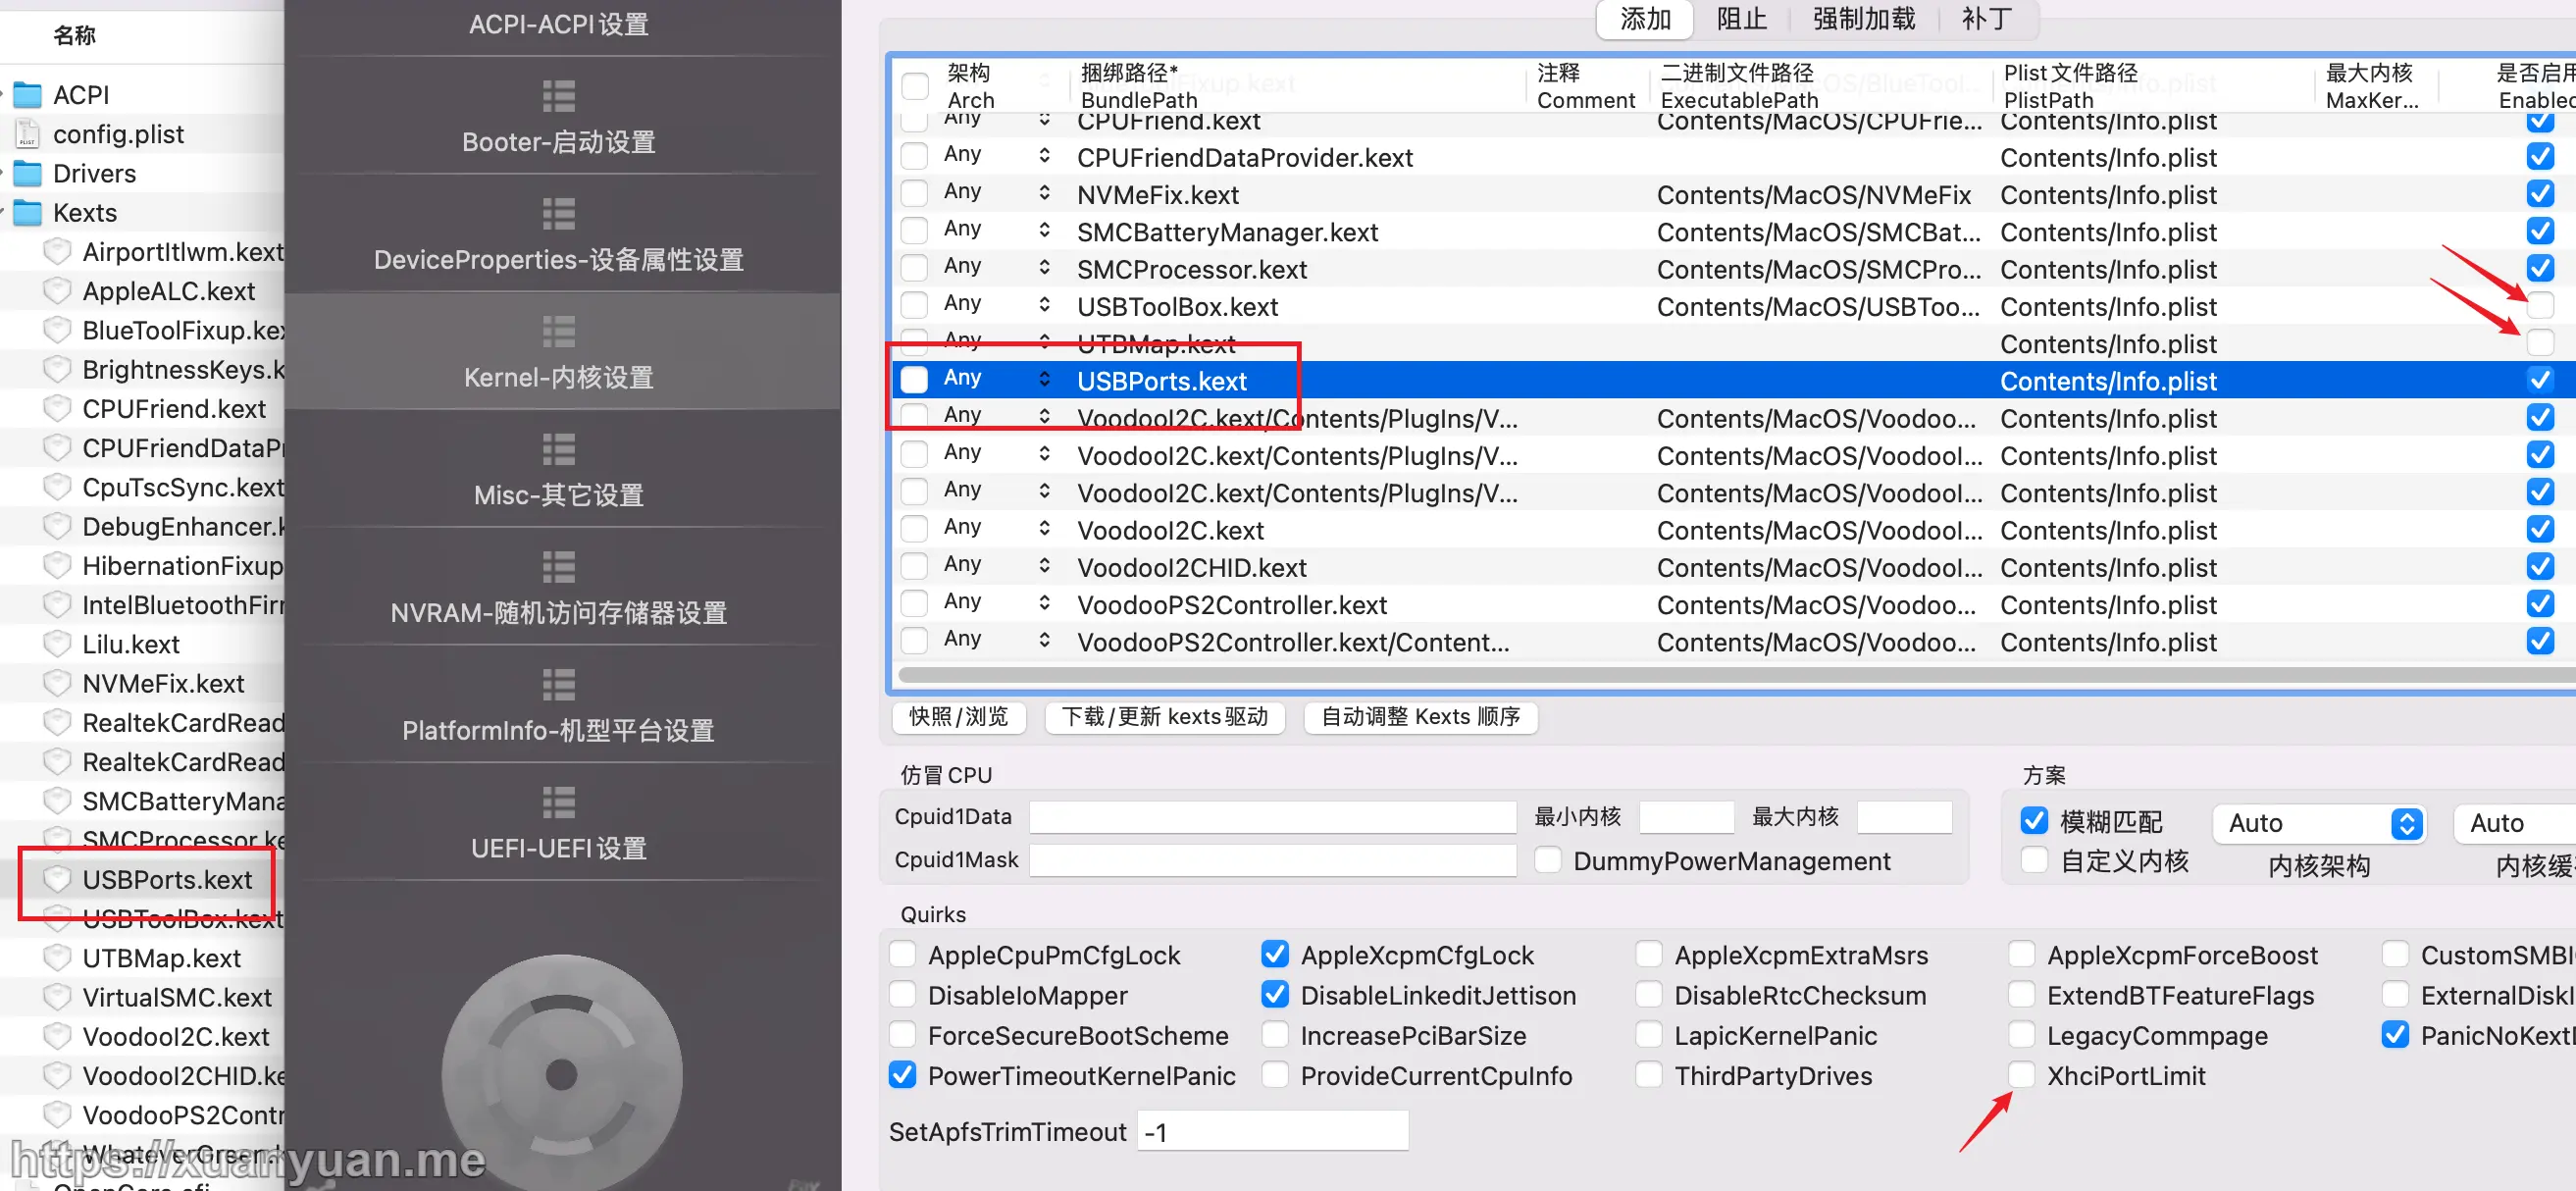 名称
ACPI
config.plist
Drivers
Kexts
AirportItlwm.kext
AppleALC.kext
BlueToolFixup.kex
BrightnessKeys.k
CPUFriend.kext
CPUFriendDataPr
CpuTscSync.kext
DebugEnhancer.k
HibernationFixup
IntelBluetoothFirr
Lilu.kext
NVMeFix.kext
RealtekCardRead
RealtekCardRead
SMCBatteryMana
SMCProcessor.ke
USBPorts.kext
USBToolBox.kext
UTBMap.kext
VirtualSMC.kext
VoodooI2C.kext
VoodooI2CHID.ke
VoodooPS2Contr
WhateverGreen.k
OpenCore.efi
https://xuanyuan.me
ACPI-ACPI设置
Booter-启动设置
DeviceProperties-设备属性设置
Kernel-内核设置
Misc-其它设置
NVRAM-随机访问存储器设置
PlatformInfo-机型平台设置
UEFI-UEFI设置
Pay
添加 阻止 强制加载 补丁
架构 捆绑路径* 注释 二进制文件路径 Plist文件路径 最大内核 是否启用
Arch BundlePath Comment ExecutablePath PlistPath MaxKer... Enabled
Any CPUFriend.kext Contents/MacOS/CPUFrie... Contents/Info.plist
Any CPUFriendDataProvider.kext Contents/Info.plist
Any NVMeFix.kext Contents/MacOS/NVMeFix Contents/Info.plist
Any SMCBatteryManager.kext Contents/MacOS/SMCBat... Contents/Info.plist
Any SMCProcessor.kext Contents/MacOS/SMCPro... Contents/Info.plist
Any USBToolBox.kext Contents/MacOS/USBToo... Contents/Info.plist
Any UTBMap.kext Contents/Info.plist
Any USBPorts.kext Contents/Info.plist
Any VoodooI2C.kext/Contents/PlugIns/V... Contents/MacOS/Voodoo... Contents/Info.plist
Any VoodooI2C.kext/Contents/PlugIns/V... Contents/MacOS/VoodooI... Contents/Info.plist
Any VoodooI2C.kext/Contents/PlugIns/V... Contents/MacOS/VoodooI... Contents/Info.plist
Any VoodooI2C.kext Contents/MacOS/VoodooI... Contents/Info.plist
Any VoodooI2CHID.kext Contents/MacOS/VoodooI... Contents/Info.plist
Any VoodooPS2Controller.kext Contents/MacOS/Voodoo... Contents/Info.plist
Any VoodooPS2Controller.kext/Content... Contents/MacOS/Voodoo... Contents/Info.plist
快照/浏览 下载/更新 kexts驱动 自动调整 Kexts 顺序
仿冒CPU
Cpuid1Data 最小内核 最大内核
Cpuid1Mask DummyPowerManagement
方案
模糊匹配 Auto Auto
自定义内核 内核架构 内核缓
Quirks
AppleCpuPmCfgLock AppleXcpmCfgLock AppleXcpmExtraMsrs AppleXcpmForceBoost CustomSMBI
DisableIoMapper DisableLinkeditJettison DisableRtcChecksum ExtendBTFeatureFlags ExternalDiskI
ForceSecureBootScheme IncreasePciBarSize LapicKernelPanic LegacyCommpage PanicNoKextI
PowerTimeoutKernelPanic ProvideCurrentCpuInfo ThirdPartyDrives XhciPortLimit
SetApfsTrimTimeout -1